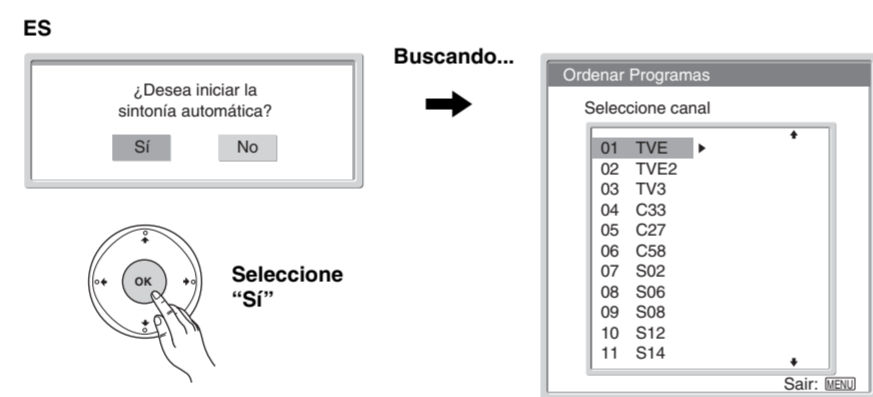 ES
¿Desea iniciar la
sintonía automática?
Sí No
OK
Seleccione
“Sí”
Buscando...
Ordenar Programas
Seleccione canal
01 TVE
02 TVE2
03 TV3
04 C33
05 C27
06 C58
07 S02
08 S06
09 S08
10 S12
11 S14
Sair: MENU